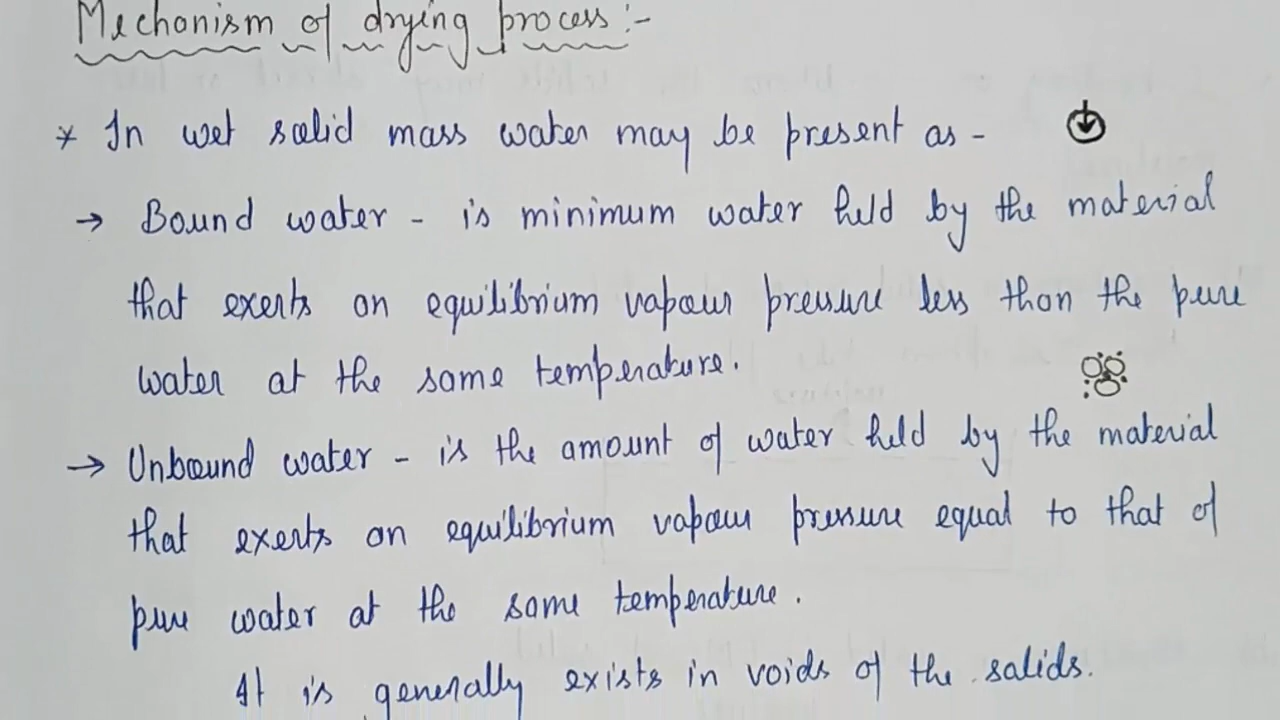 Mechanism of drying process :-
* In wet solid mass water may be present as -
→ Bound water - is minimum water held by the material
that exerts an equilibrium vapour pressure less than the pure
water at the same temperature.
→ Unbound water - is the amount of water held by the material
that exerts an equilibrium vapour pressure equal to that of
pure water at the same temperature.
It is generally exists in voids of the solids.